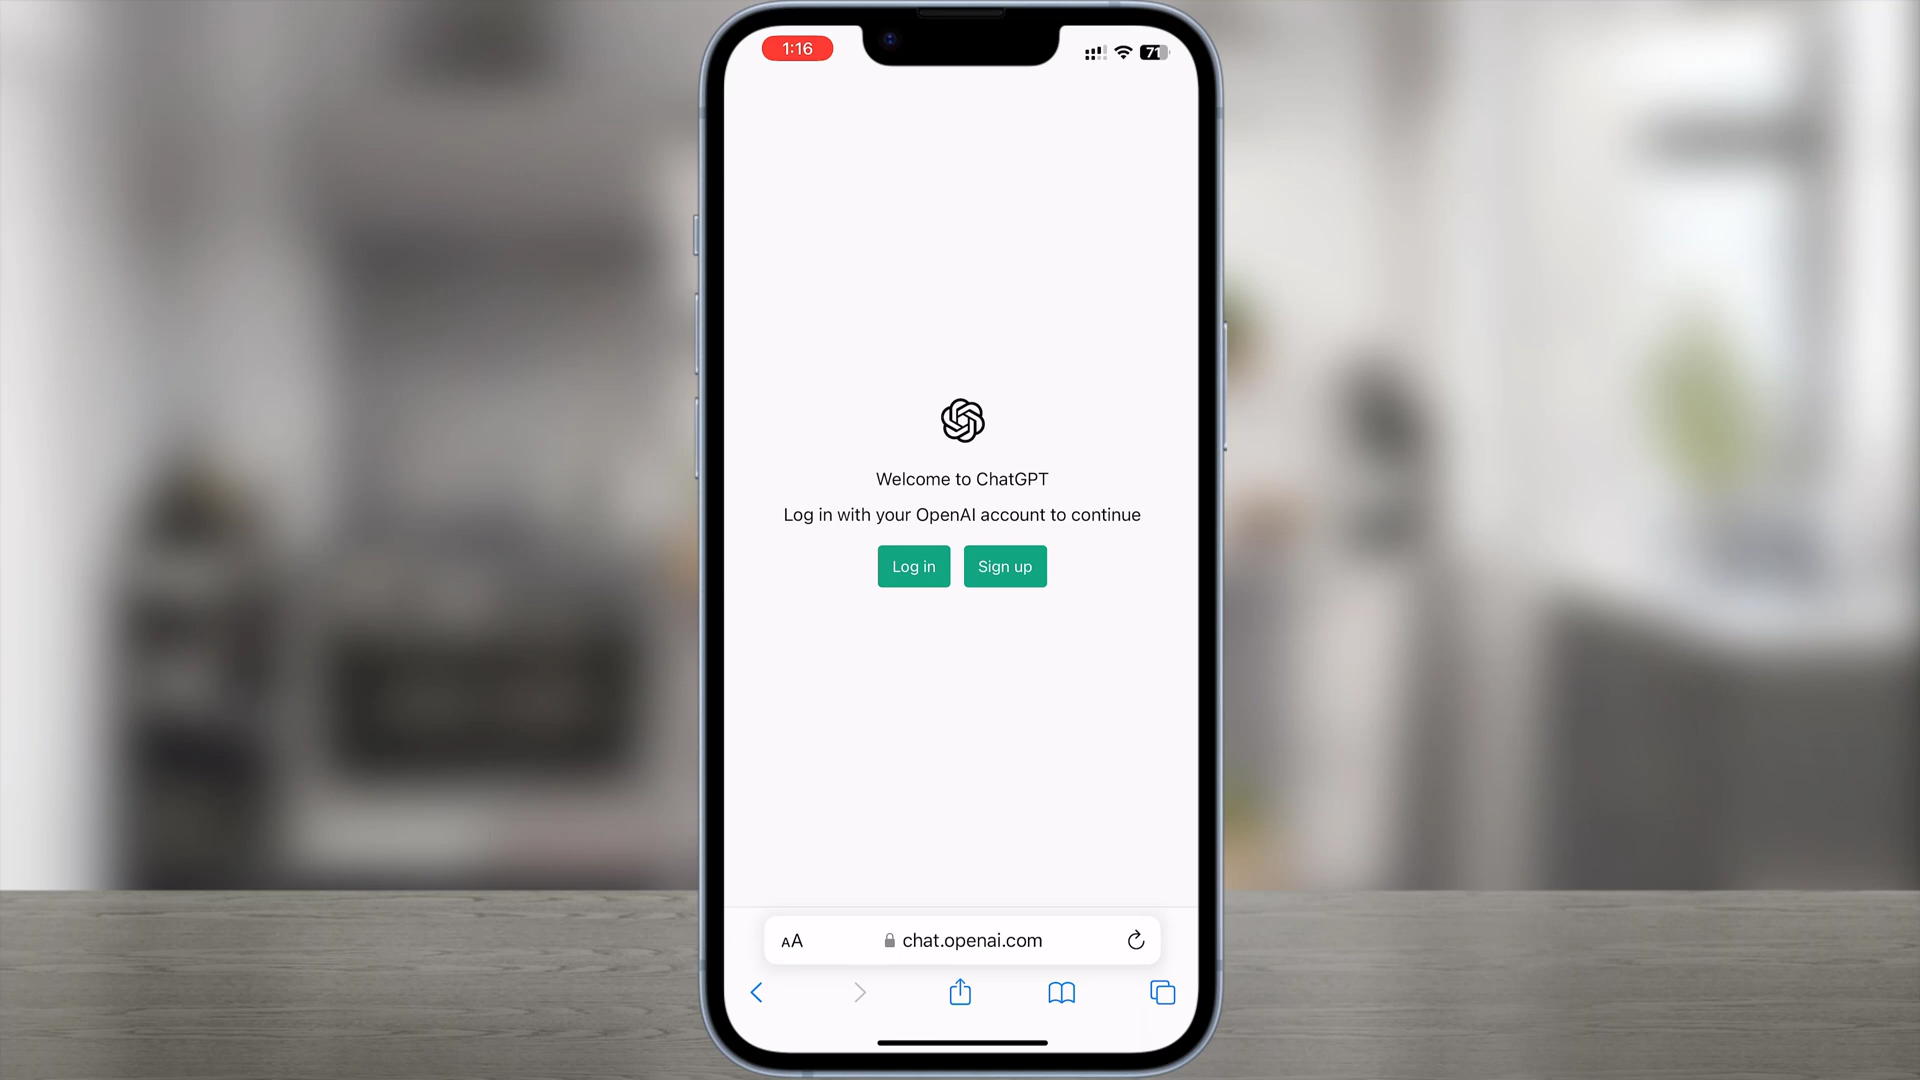 1:16
71
Welcome to ChatGPT
Log in with your OpenAI account to continue
Log in
Sign up
AA
chat.openai.com